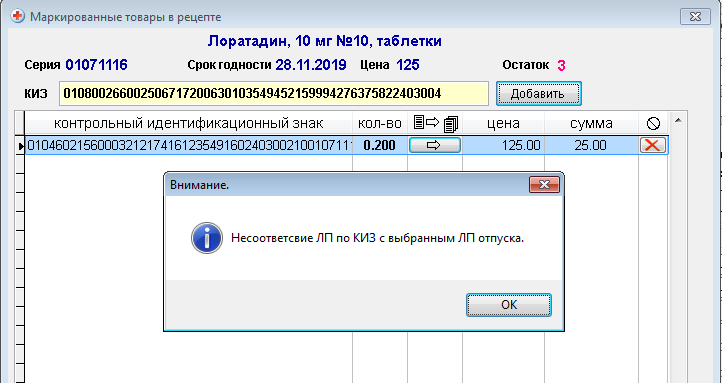 Маркированные товары в рецепте
Лоратадин, 10 мг №10, таблетки
Серия 01071116 Срок годности 28.11.2019 Цена 125 Остаток 3
КИЗ 010800266002506717200630103549452159994276375822403004 Добавить
контрольный идентификационный знак кол-во цена сумма
010460215600032121741612354916024030021001071111 0.200 125.00 25.00
Внимание.
Несоответсвие ЛП по КИЗ с выбранным ЛП отпуска.
OK